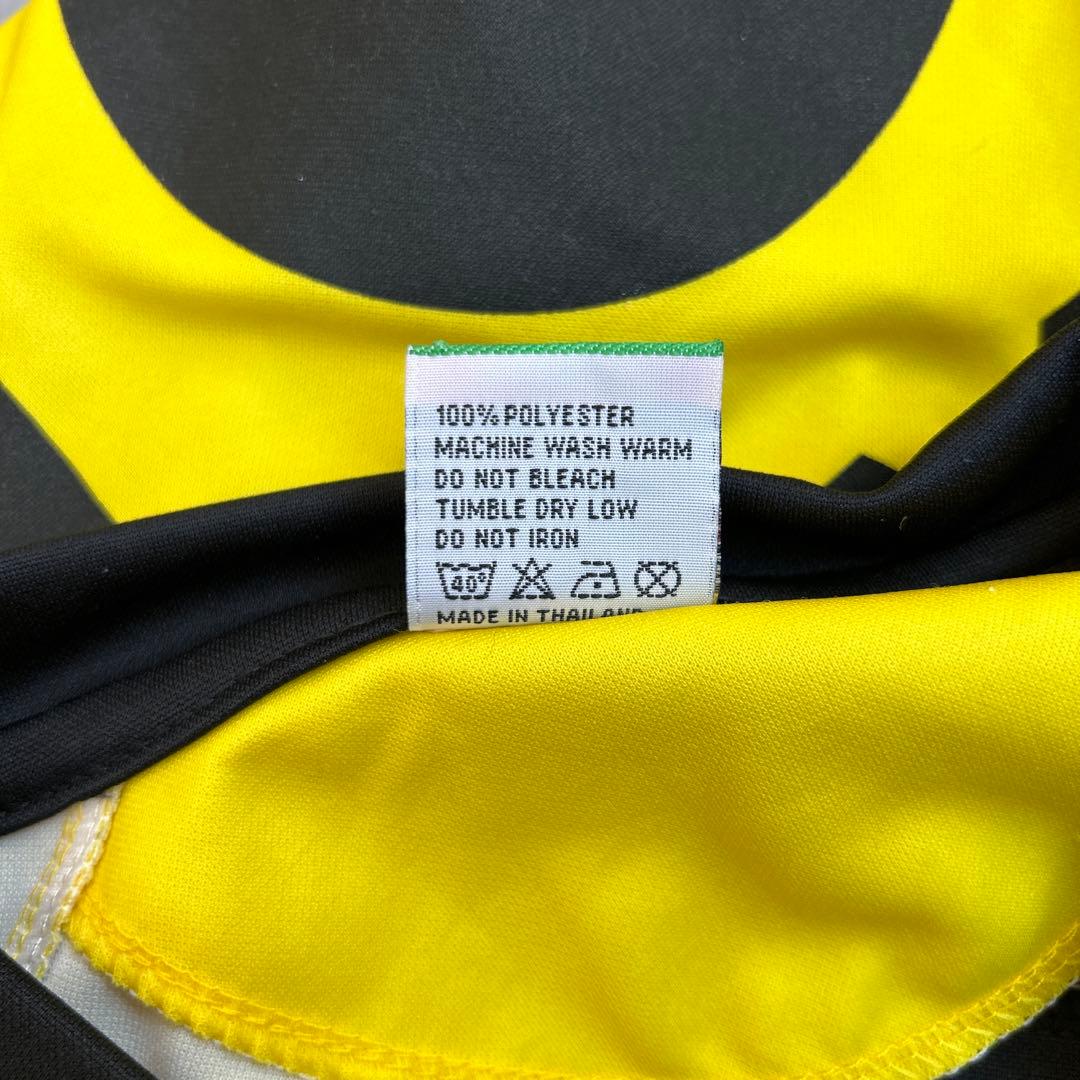 100% POLYESTER
MACHINE WASH WARM
DO NOT BLEACH
TUMBLE DRY LOW
DO NOT IRON
40°
MADE IN THAILAND